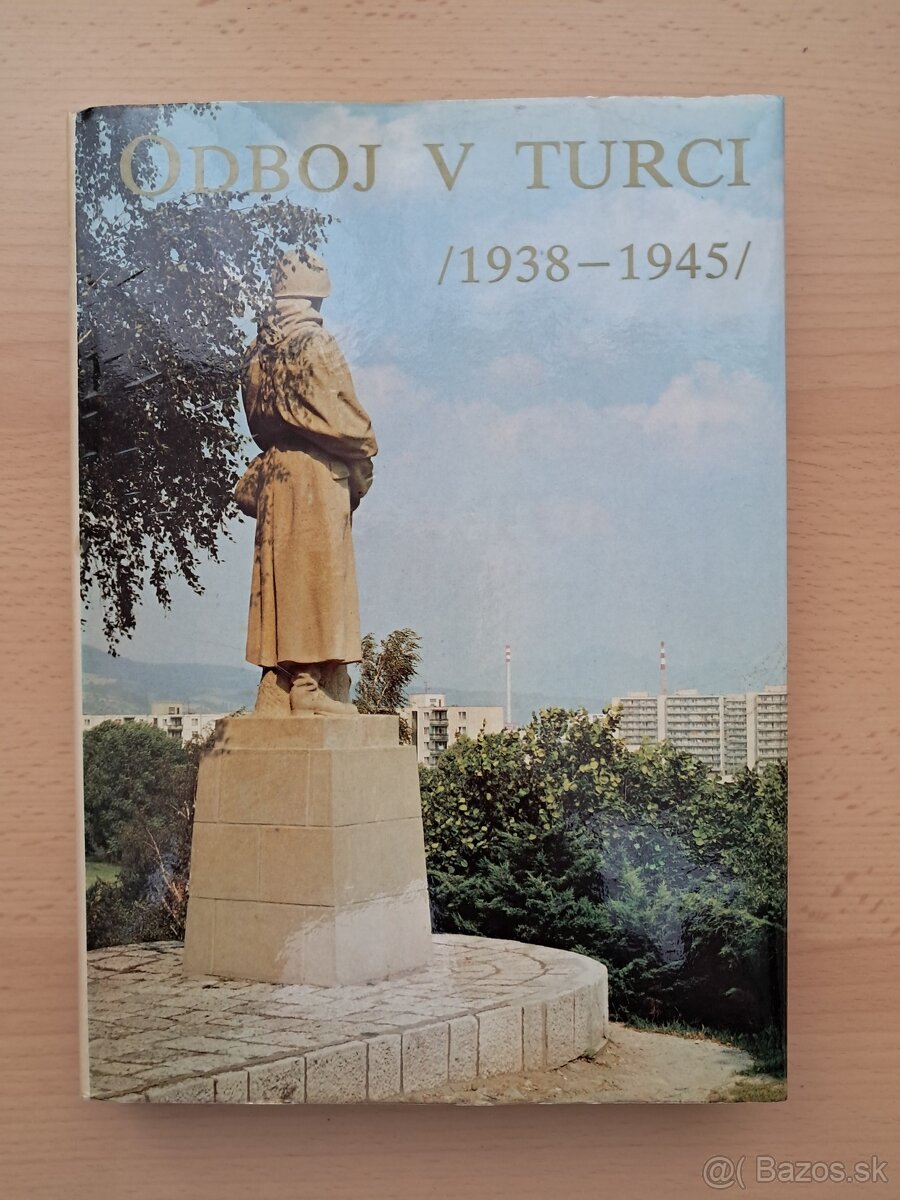 ODBOJ V TURCI
/1938–1945/
@( Bazos.sk